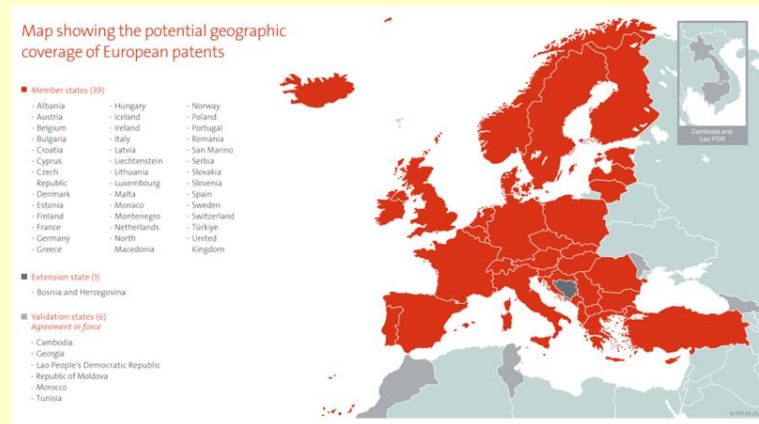 Map showing the potential geographic
coverage of European patents
Member states (39)
- Albania
- Austria
- Belgium
- Bulgaria
- Croatia
- Cyprus
- Czech
Republic
- Denmark
- Estonia
- Finland
- France
- Germany
- Greece
- Hungary
- Iceland
- Ireland
- Italy
- Latvia
- Liechtenstein
- Lithuania
- Luxembourg
- Malta
- Monaco
- Montenegro
- Netherlands
- North
Macedonia
- Norway
- Poland
- Portugal
- Romania
- San Marino
- Serbia
- Slovakia
- Slovenia
- Spain
- Sweden
- Switzerland
- Türkiye
- United
Kingdom
Extension state (1)
- Bosnia and Herzegovina
Validation states (6)
Agreement in force
- Cambodia
- Georgia
- Lao People's Democratic Republic
- Republic of Moldova
- Morocco
- Tunisia
Cambodia and
Lao PDR